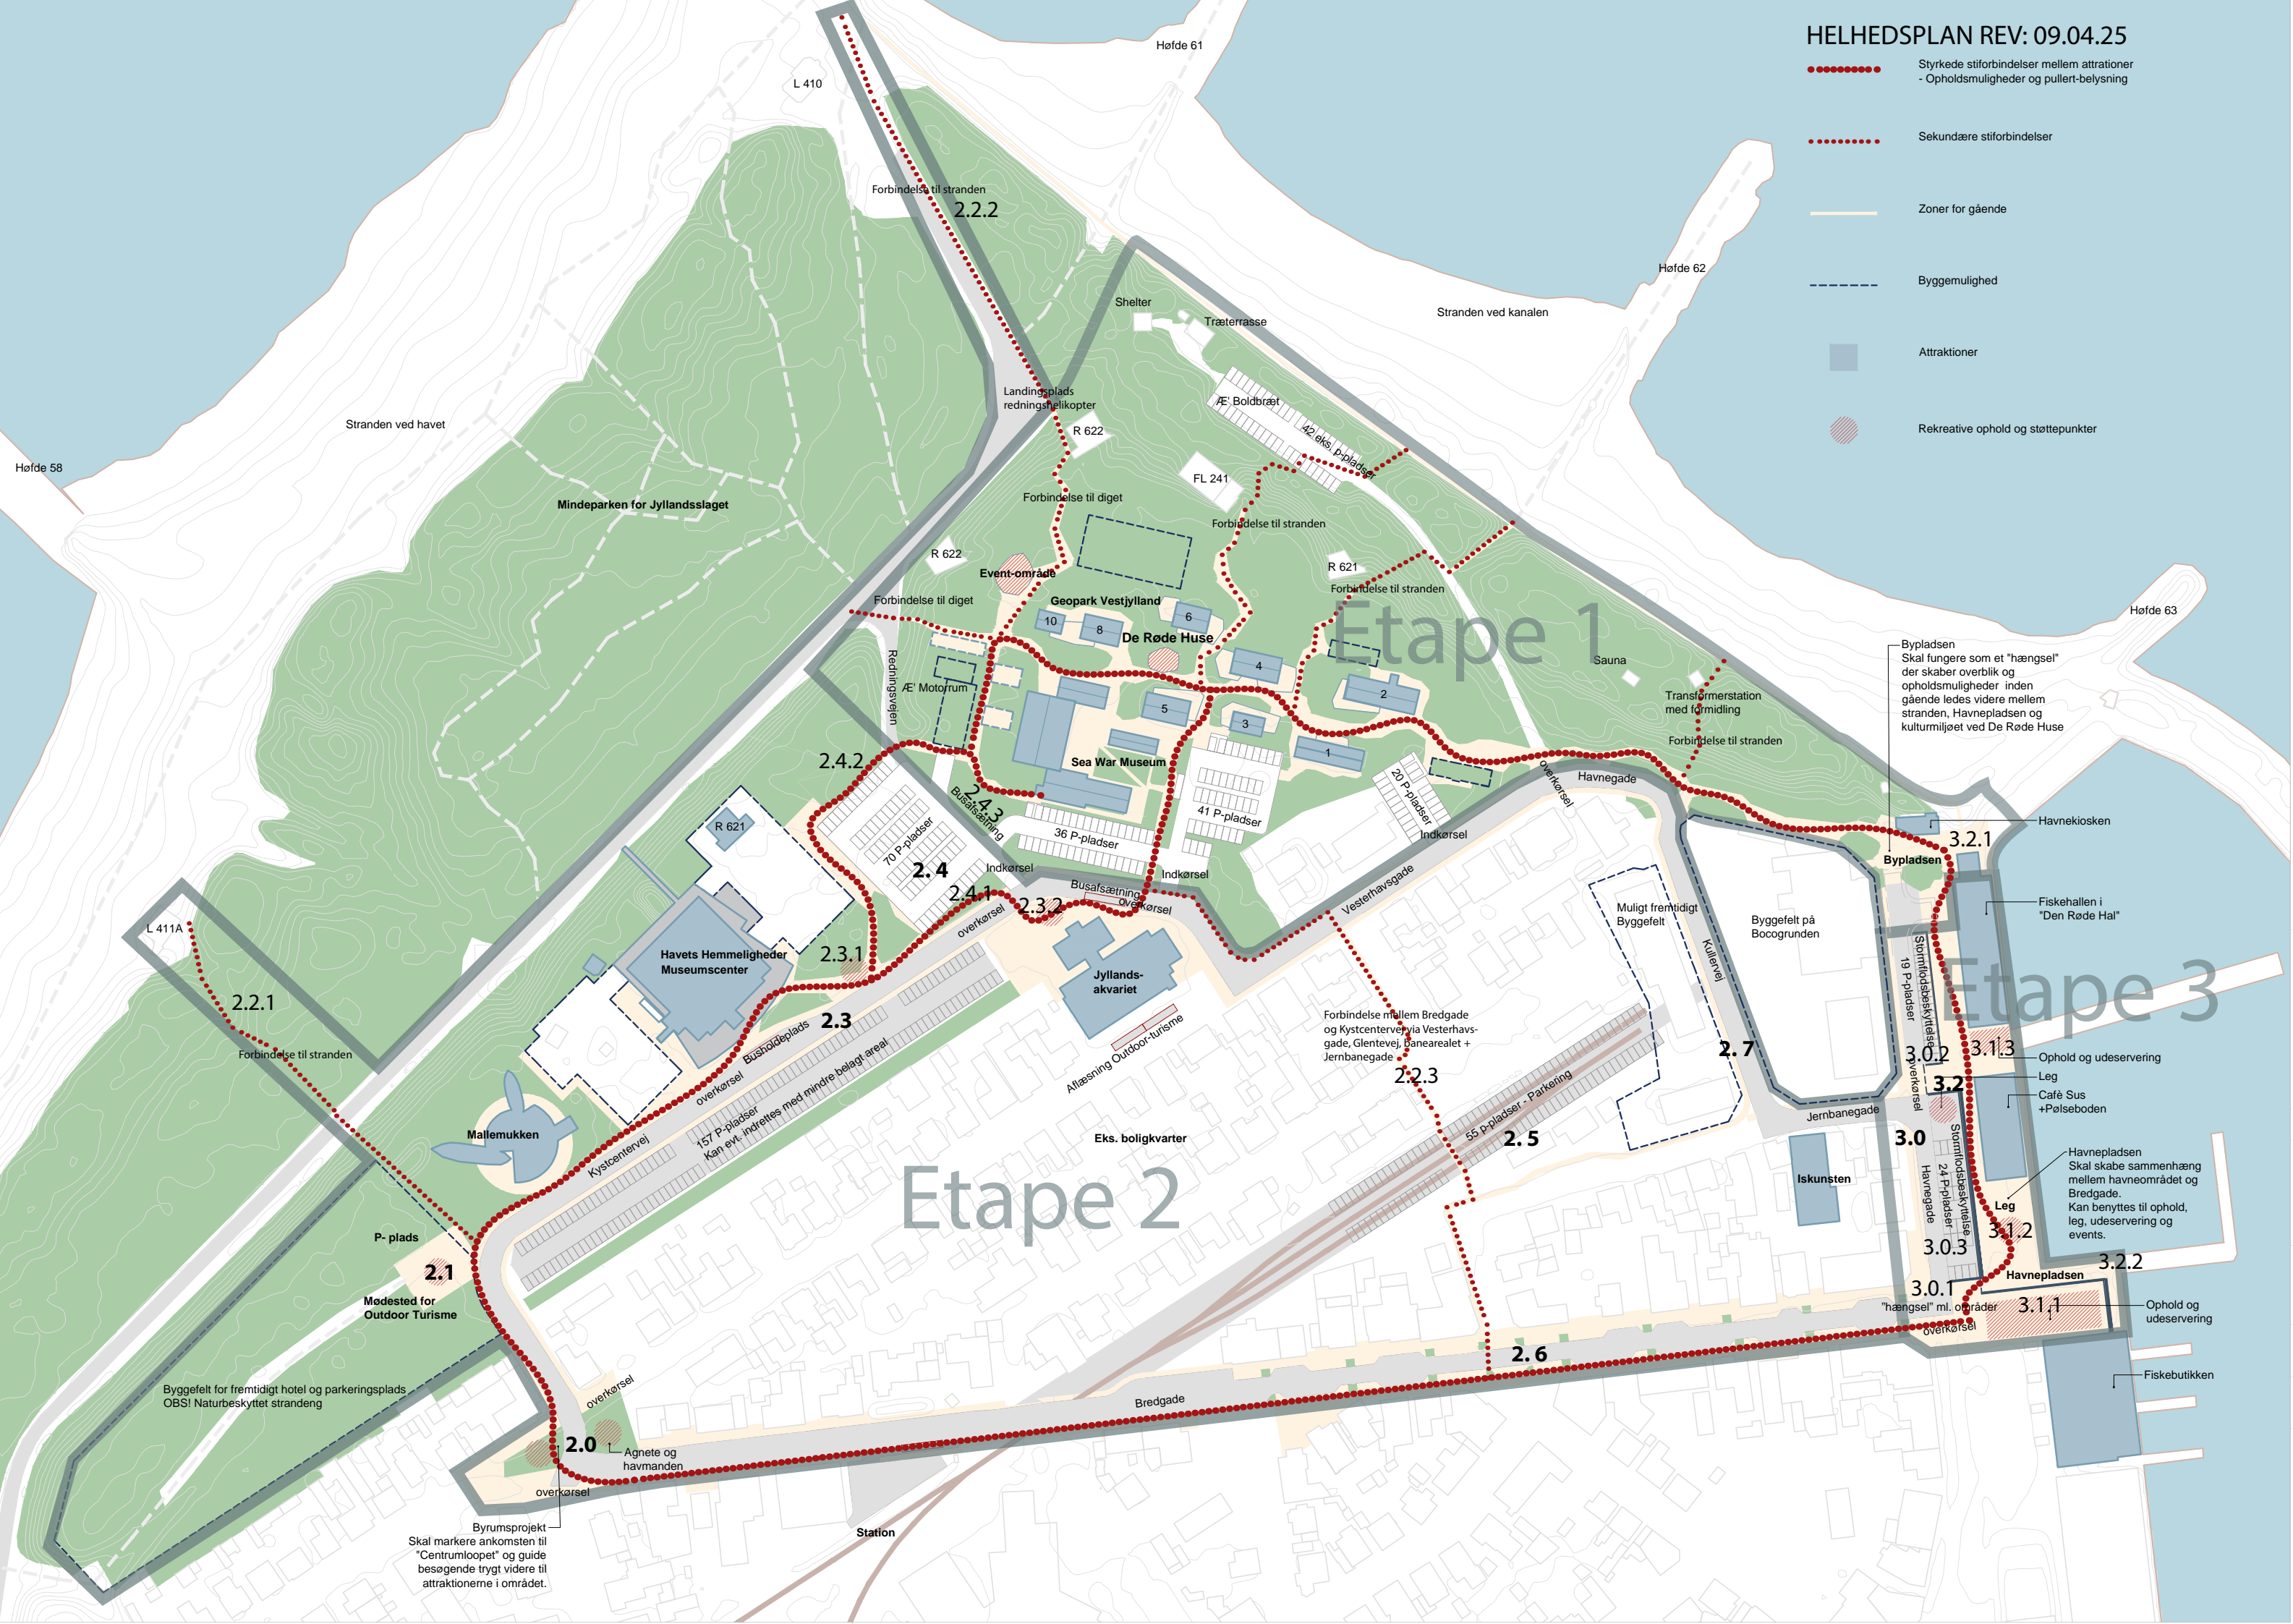 HELHEDSPLAN REV: 09.04.25
Styrkede stiforbindelser mellem attrationer
- Opholdsmuligheder og pullert-belysning
Sekundære stiforbindelser
Zoner for gående
Byggemulighed
Attraktioner
Rekreative ophold og støttepunkter
Høfde 61
L 410
Forbindelse til stranden
2.2.2
Høfde 62
Shelter
Træterrasse
Stranden ved kanalen
Landingsplads
redningshelikopter
Æ' Boldbræt
42 eks. p-pladser
R 622
Stranden ved havet
Høfde 58
FL 241
Mindeparken for Jyllandsslaget
Forbindelse til diget
Forbindelse til stranden
R 622
Event-område
R 621
Forbindelse til stranden
Forbindelse til diget
Geopark Vestjylland
10
8
6
De Røde Huse
Etape 1
Høfde 63
4
2
5
3
1
Sauna
Redningsvejen
Æ' Motorrum
Transformerstation
med formidling
Forbindelse til stranden
Bypladsen
Skal fungere som et "hængsel"
der skaber overblik og
opholdsmuligheder inden
gående ledes videre mellem
stranden, Havnepladsen og
kulturmiljøet ved De Røde Huse
2.4.2
Sea War Museum
2.4.3
Busafsætning
20 P-pladser
overkørsel
Havnegade
41 P-pladser
36 P-pladser
Indkørsel
Havnekiosken
3.2.1
Bypladsen
R 621
70 P-pladser
2. 4
Indkørsel
Indkørsel
2.4.1
Busafsætning
overkørsel
2.3.2
overkørsel
Vesterhavsgade
Muligt fremtidigt
Byggefelt
Byggefelt på
Bocogrunden
Fiskehallen i
"Den Røde Hal"
L 411A
Havets Hemmeligheder
Museumscenter
2.3.1
Jyllands-
akvariet
Kullervej
Stormflodsbeskyttelse
19 P-pladser
Etape 3
2.2.1
Forbindelse til stranden
2.3
Busholdeplads
overkørsel
Aflæsning Outdoor-turisme
Forbindelse mellem Bredgade
og Kystcentervej via Vesterhavs-
gade, Glentevej, banearealet +
Jernbanegade
2.2.3
2. 7
3.0.2
3.1.3
Ophold og udeservering
Leg
Cafè Sus
+Pølseboden
overkørsel
3.2
Mallemukken
157 P-pladser
Kan evt. indrettes med mindre belagt areal
Kystcentervej
Eks. boligkvarter
55 p-pladser - Parkering
2. 5
Jernbanegade
3.0
Etape 2
Iskunsten
Havnegade
24 P-pladser
Stormflodsbeskyttelse
Havnepladsen
Skal skabe sammenhæng
mellem havneområdet og
Bredgade.
Kan benyttes til ophold,
leg, udeservering og
events.
Leg
3.1.2
3.0.3
3.2.2
P- plads
2.1
Mødested for
Outdoor Turisme
Havnepladsen
3.0.1
"hængsel" ml. områder
3.1.1
Ophold og
udeservering
overkørsel
2. 6
Fiskebutikken
Byggefelt for fremtidigt hotel og parkeringsplads
OBS! Naturbeskyttet strandeng
overkørsel
Bredgade
2.0
Agnete og
havmanden
overkørsel
Byrumsprojekt
Skal markere ankomsten til
"Centrumloopet" og guide
besøgende trygt videre til
attraktionerne i området.
Station